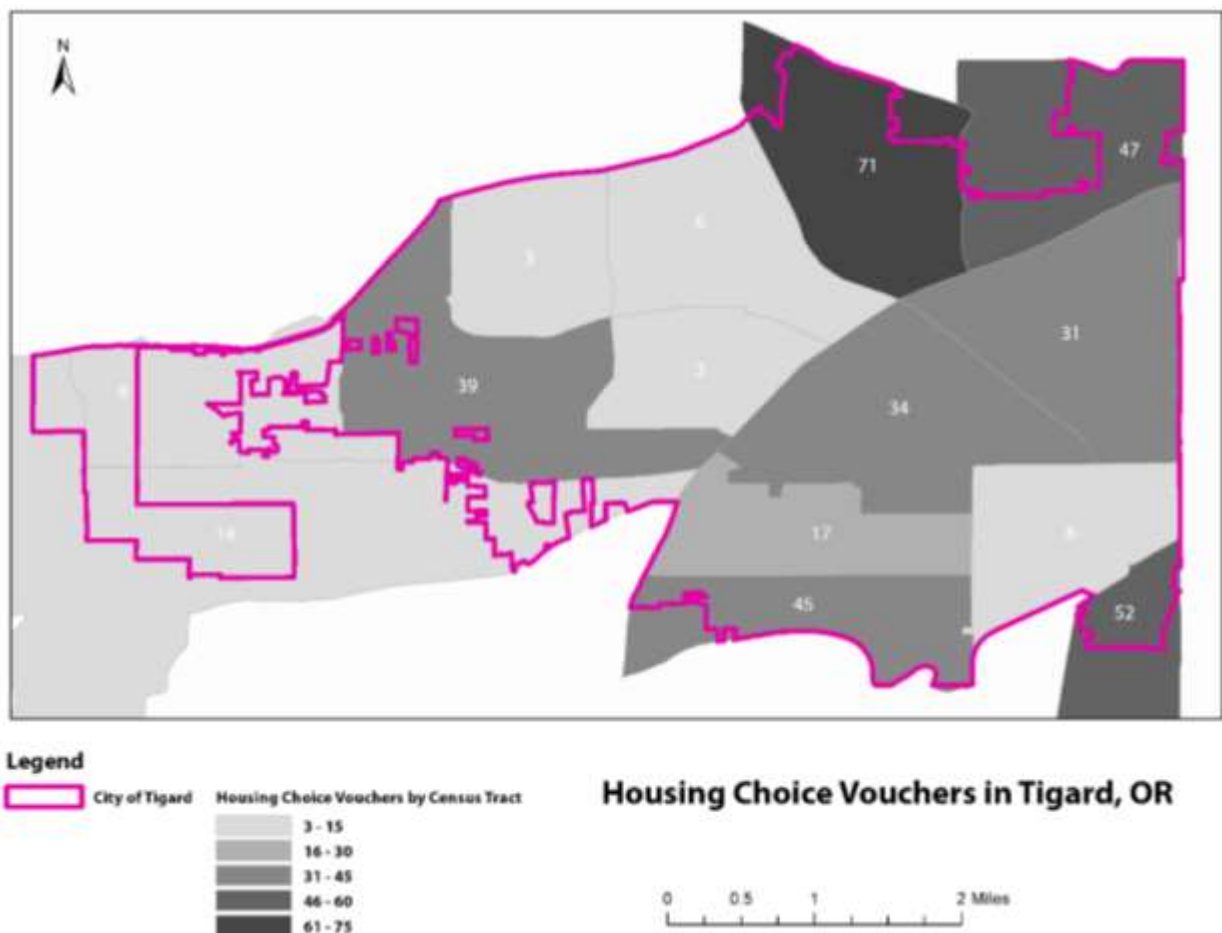 N
71
47
31
39
34
17
45
52
Legend
City of Tigard
Housing Choice Vouchers by Census Tract
3 - 15
16 - 30
31 - 45
46 - 60
61 - 75
Housing Choice Vouchers in Tigard, OR
0 0.5 1 2 Miles